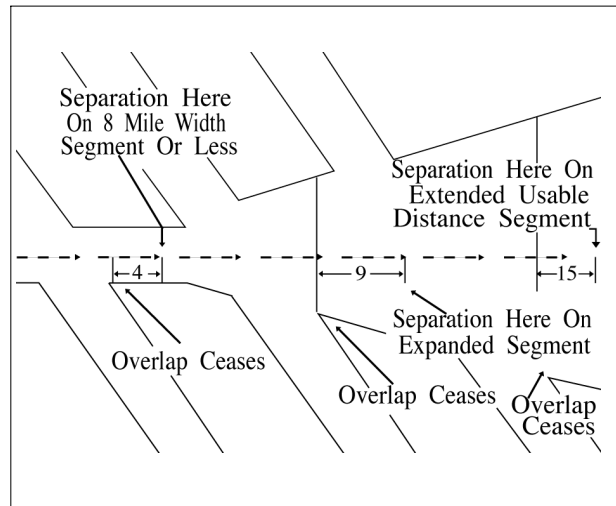 Separation Here
On 8 Mile Width
Segment Or Less
Separation Here On
Extended Usable
Distance Segment
4
9
15
Overlap Ceases
Separation Here On
Expanded Segment
Overlap Ceases
Overlap
Ceases